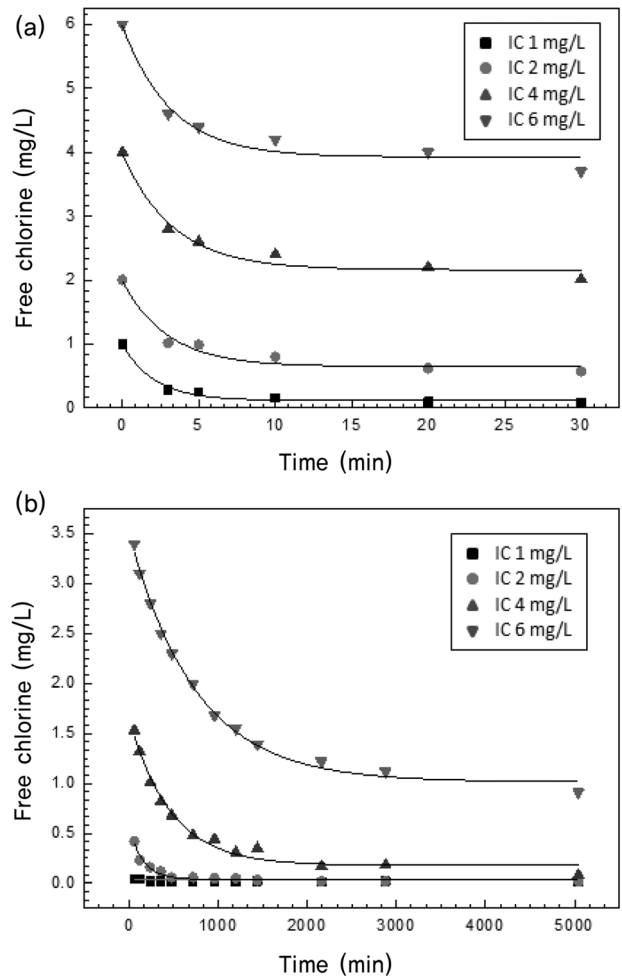 (a)
Free chlorine (mg/L)
6
5
4
3
2
1
0
IC 1 mg/L
IC 2 mg/L
IC 4 mg/L
IC 6 mg/L
0 5 10 15 20 25 30
Time (min)
(b)
Free chlorine (mg/L)
3.5
3.0
2.5
2.0
1.5
1.0
0.5
0.0
IC 1 mg/L
IC 2 mg/L
IC 4 mg/L
IC 6 mg/L
0 1000 2000 3000 4000 5000
Time (min)